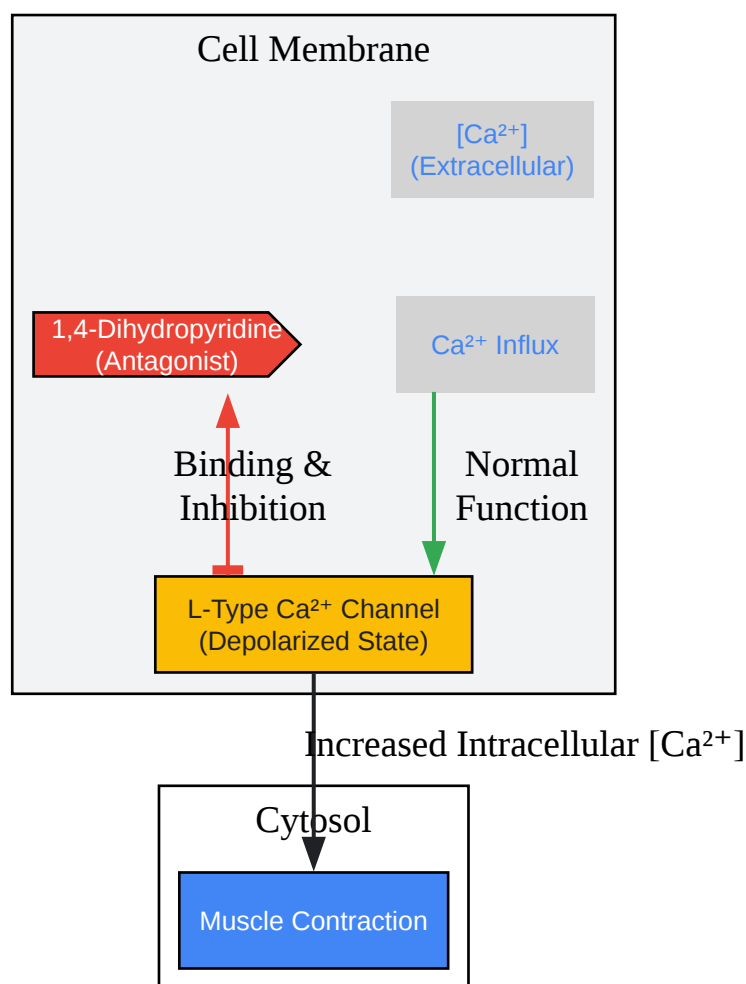 Cell Membrane
[Ca²⁺]
(Extracellular)
1,4-Dihydropyridine
(Antagonist)
Ca²⁺ Influx
Binding &
Inhibition
Normal
Function
L-Type Ca²⁺ Channel
(Depolarized State)
Increased Intracellular [Ca²⁺]
Cytosol
Muscle Contraction